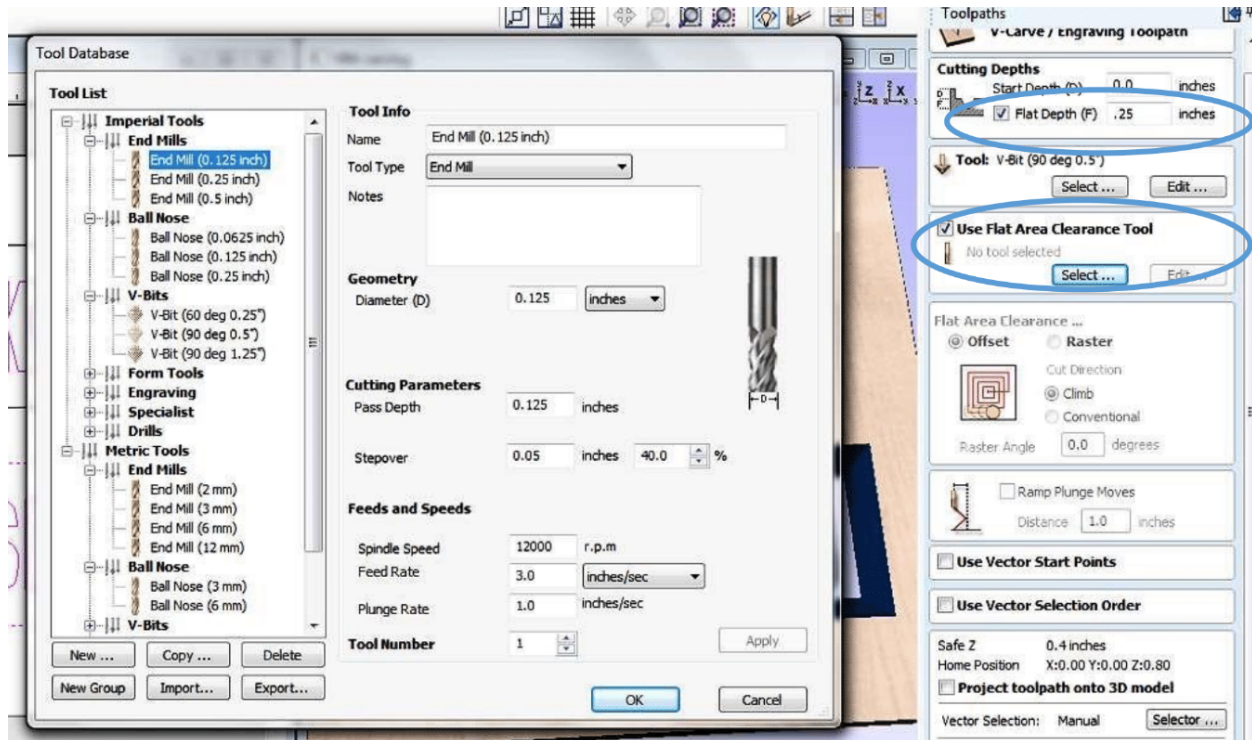 Tool Database
Tool List
Imperial Tools
End Mills
End Mill (0.125 inch)
End Mill (0.25 inch)
End Mill (0.5 inch)
Ball Nose
Ball Nose (0.0625 inch)
Ball Nose (0.125 inch)
Ball Nose (0.25 inch)
V-Bits
V-Bit (60 deg 0.25")
V-Bit (90 deg 0.5")
V-Bit (90 deg 1.25")
Form Tools
Engraving
Specialist
Drills
Metric Tools
End Mills
End Mill (2 mm)
End Mill (3 mm)
End Mill (6 mm)
End Mill (12 mm)
Ball Nose
Ball Nose (3 mm)
Ball Nose (6 mm)
V-Bits
New ... Copy ... Delete
New Group Import... Export...
Tool Info
Name End Mill (0.125 inch)
Tool Type End Mill
Notes
Geometry
Diameter (D) 0.125 inches
D
Cutting Parameters
Pass Depth 0.125 inches
Stepover 0.05 inches 40.0 %
Feeds and Speeds
Spindle Speed 12000 r.p.m
Feed Rate 3.0 inches/sec
Plunge Rate 1.0 inches/sec
Tool Number 1
Apply
OK Cancel
Z X
Toolpaths
V-Carve / Engraving Toolpath
Cutting Depths
Start Depth (D) 0.0 inches
Flat Depth (F) .25 inches
Tool: V-Bit (90 deg 0.5")
Select ... Edit ...
Use Flat Area Clearance Tool
No tool selected
Select ... Edit ...
Flat Area Clearance ...
Offset Raster
Cut Direction
Climb
Conventional
Raster Angle 0.0 degrees
Ramp Plunge Moves
Distance 1.0 inches
Use Vector Start Points
Use Vector Selection Order
Safe Z 0.4 inches
Home Position X:0.00 Y:0.00 Z:0.80
Project toolpath onto 3D model
Vector Selection: Manual Selector ...